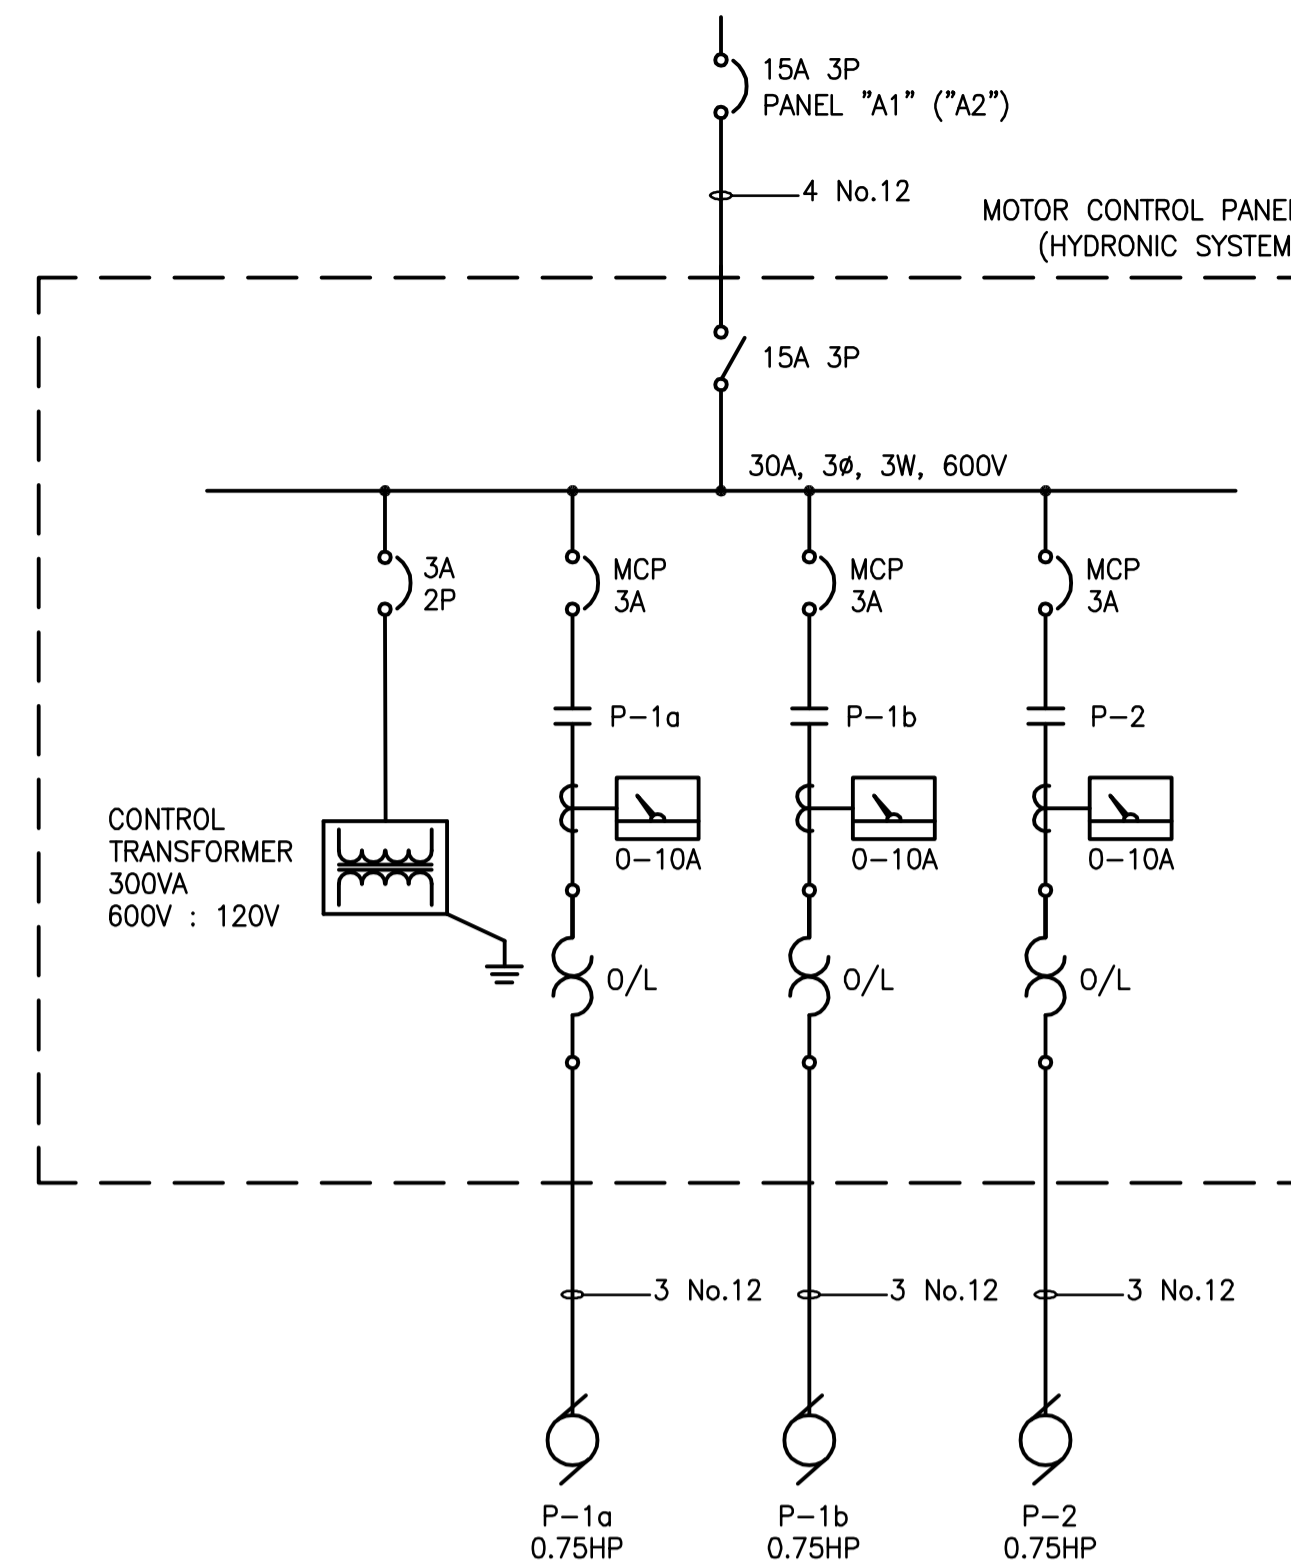 15A 3P
PANEL "A1" ("A2")
4 No.12
MOTOR CONTROL PANEL
(HYDRONIC SYSTEM
15A 3P
30A, 3ø, 3W, 600V
3A
2P
MCP
3A
MCP
3A
MCP
3A
P-1a
P-1b
P-2
0-10A
0-10A
0-10A
CONTROL
TRANSFORMER
300VA
600V : 120V
O/L
O/L
O/L
3 No.12
3 No.12
3 No.12
P-1a
0.75HP
P-1b
0.75HP
P-2
0.75HP